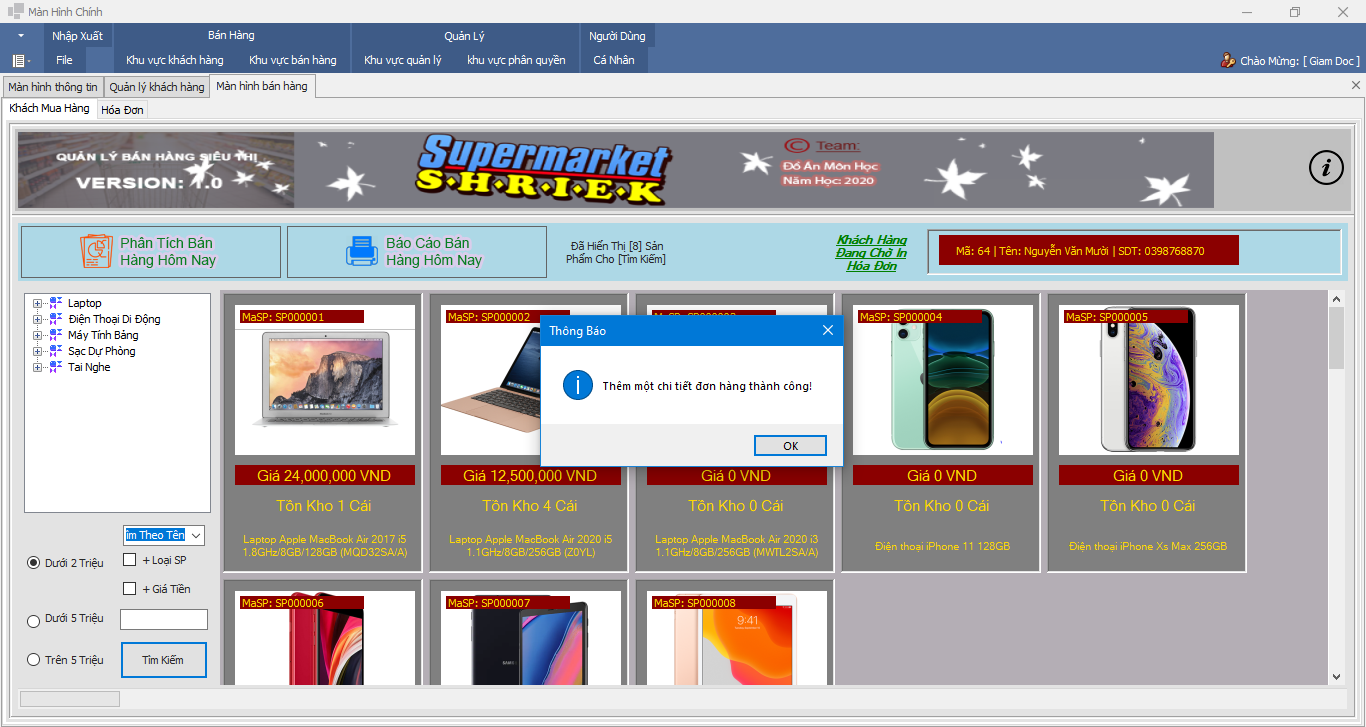 Màn Hình Chính
Nhập Xuất
Bán Hàng
Quản Lý
Người Dùng
File
Khu vực khách hàng
Khu vực bán hàng
Khu vực quản lý
khu vực phân quyền
Cá Nhân
Chào Mừng: [ Giam Doc ]
Màn hình thông tin
Quản lý khách hàng
Màn hình bán hàng
Khách Mua Hàng
Hóa Đơn
QUẢN LÝ BÁN HÀNG SIÊU THỊ
VERSION: 1.0
Supermarket
S·H·R·I·E·K
© Team:
Đồ Án Môn Học
Năm Học: 2020
Phân Tích Bán
Hàng Hôm Nay
Báo Cáo Bán
Hàng Hôm Nay
Đã Hiển Thị [8] Sản
Phẩm Cho [Tìm Kiếm]
Khách Hàng
Đang Chờ In
Hóa Đơn
Mã: 64 | Tên: Nguyễn Văn Mười | SDT: 0398768870
Laptop
Điện Thoại Di Động
Máy Tính Bảng
Sạc Dự Phòng
Tai Nghe
ìm Theo Tên
Dưới 2 Triệu
+ Loại SP
+ Giá Tiền
Dưới 5 Triệu
Trên 5 Triệu
Tìm Kiếm
MaSP: SP000001
Giá 24,000,000 VND
Tồn Kho 1 Cái
Laptop Apple MacBook Air 2017 i5
1.8GHz/8GB/128GB (MQD32SA/A)
MaSP: SP000002
Giá 12,500,000 VND
Tồn Kho 4 Cái
Laptop Apple MacBook Air 2020 i5
1.1GHz/8GB/256GB (Z0YL)
Giá 0 VND
Tồn Kho 0 Cái
Laptop Apple MacBook Air 2020 i3
1.1GHz/8GB/256GB (MWTL2SA/A)
MaSP: SP000004
Giá 0 VND
Tồn Kho 0 Cái
Điện thoại iPhone 11 128GB
MaSP: SP000005
Giá 0 VND
Tồn Kho 0 Cái
Điện thoại iPhone Xs Max 256GB
Thông Báo
Thêm một chi tiết đơn hàng thành công!
OK
MaSP: SP000006
MaSP: SP000007
SAMSUNG
MaSP: SP000008
9:41